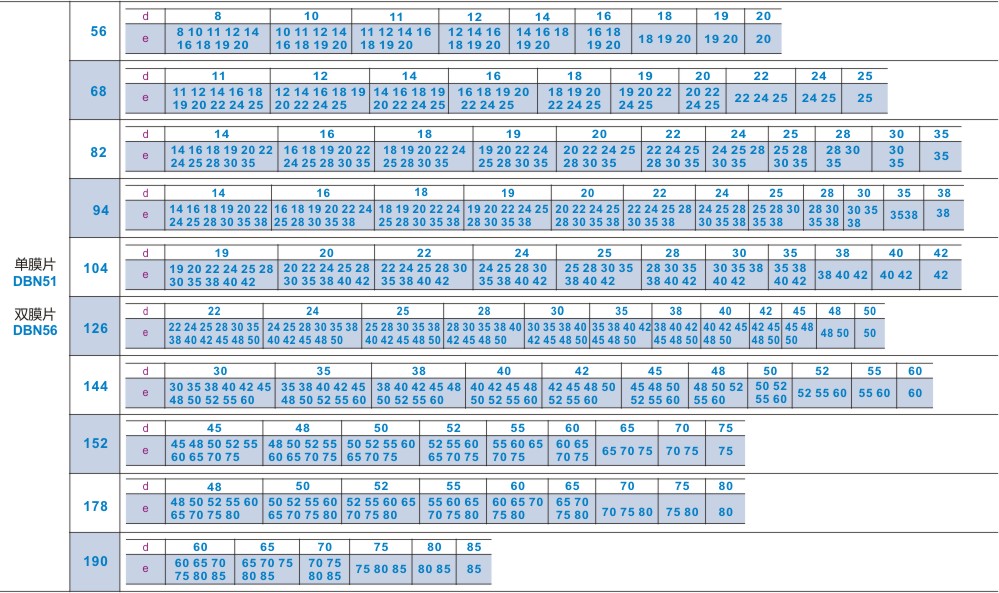 单膜片
DBN51
双膜片
DBN56
56
d 8 10 11 12 14 16 18 19 20
e 8 10 11 12 14 16 18 19 20 | 10 11 12 14 16 18 19 20 | 11 12 14 16 18 19 20 | 12 14 16 18 19 20 | 14 16 18 19 20 | 16 18 19 20 | 18 19 20 | 19 20 | 20
68
d 11 12 14 16 18 19 20 22 24 25
e 11 12 14 16 18 19 20 22 24 25 | 12 14 16 18 19 20 22 24 25 | 14 16 18 19 20 22 24 25 | 16 18 19 20 22 24 25 | 18 19 20 22 24 25 | 19 20 22 24 25 | 20 22 24 25 | 22 24 25 | 24 25 | 25
82
d 14 16 18 19 20 22 24 25 28 30 35
e 14 16 18 19 20 22 24 25 28 30 35 | 16 18 19 20 22 24 25 28 30 35 | 18 19 20 22 24 25 28 30 35 | 19 20 22 24 25 28 30 35 | 20 22 24 25 28 30 35 | 22 24 25 28 30 35 | 24 25 28 30 35 | 25 28 30 35 | 28 30 35 | 30 35 | 35
94
d 14 16 18 19 20 22 24 25 28 30 35 38
e 14 16 18 19 20 22 24 25 28 30 35 38 | 16 18 19 20 22 24 25 28 30 35 38 | 18 19 20 22 24 25 28 30 35 38 | 19 20 22 24 25 28 30 35 38 | 20 22 24 25 28 30 35 38 | 22 24 25 28 30 35 38 | 24 25 28 30 35 38 | 25 28 30 35 38 | 28 30 35 38 | 30 35 38 | 3538 | 38
104
d 19 20 22 24 25 28 30 35 38 40 42
e 19 20 22 24 25 28 30 35 38 40 42 | 20 22 24 25 28 30 35 38 40 42 | 22 24 25 28 30 35 38 40 42 | 24 25 28 30 35 38 40 42 | 25 28 30 35 38 40 42 | 28 30 35 38 40 42 | 30 35 38 40 42 | 35 38 40 42 | 38 40 42 | 40 42 | 42
126
d 22 24 25 28 30 35 38 40 42 45 48 50
e 22 24 25 28 30 35 38 40 42 45 48 50 | 24 25 28 30 35 38 40 42 45 48 50 | 25 28 30 35 38 40 42 45 48 50 | 28 30 35 38 40 42 45 48 50 | 30 35 38 40 42 45 48 50 | 35 38 40 42 45 48 50 | 38 40 42 45 48 50 | 40 42 45 48 50 | 42 45 48 50 | 45 48 50 | 48 50 | 50
144
d 30 35 38 40 42 45 48 50 52 55 60
e 30 35 38 40 42 45 48 50 52 55 60 | 35 38 40 42 45 48 50 52 55 60 | 38 40 42 45 48 50 52 55 60 | 40 42 45 48 50 52 55 60 | 42 45 48 50 52 55 60 | 45 48 50 52 55 60 | 48 50 52 55 60 | 50 52 55 60 | 52 55 60 | 55 60 | 60
152
d 45 48 50 52 55 60 65 70 75
e 45 48 50 52 55 60 65 70 75 | 48 50 52 55 60 65 70 75 | 50 52 55 60 65 70 75 | 52 55 60 65 70 75 | 55 60 65 70 75 | 60 65 70 75 | 65 70 75 | 70 75 | 75
178
d 48 50 52 55 60 65 70 75 80
e 48 50 52 55 60 65 70 75 80 | 50 52 55 60 65 70 75 80 | 52 55 60 65 70 75 80 | 55 60 65 70 75 80 | 60 65 70 75 80 | 65 70 75 80 | 70 75 80 | 75 80 | 80
190
d 60 65 70 75 80 85
e 60 65 70 75 80 85 | 65 70 75 80 85 | 70 75 80 85 | 75 80 85 | 80 85 | 85